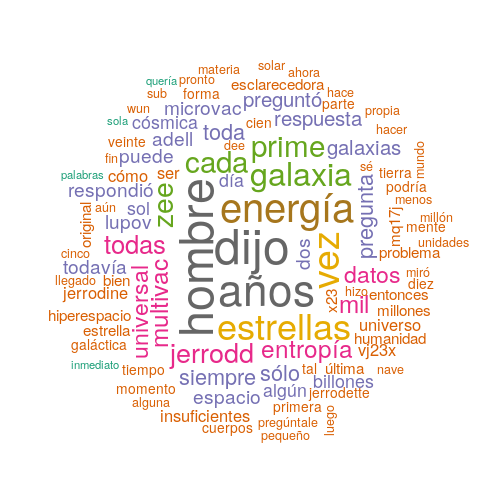 solar
materia
ahora
quería
pronto
esclarecedora
sub
forma
preguntó
hace
wun
microvac
parte
propia
sola
cósmica
toda
cien
respuesta
hacer
veinte
adell
dee
prime
galaxias
fin
cómo
puede
cada
galaxia
sé
tierra
mundo
palabras
ser
respondió
día
podría
menos
aún
zee
hombre
energía
pregunta
mq17j
millón
original
lupov
sol
dijo
dos
vez
mente
unidades
cinco
todas
problema
todavía
universal
multivac
años
datos
miró
llegado
bien
diez
jerrodine
x23
mil
hizo
entonces
hiperespacio
estrellas
millones
estrella
universo
galáctica
jerrodd
entropía
humanidad
vj23x
inmediato
tiempo
siempre
sólo
tal
última
nave
momento
espacio
algún
billones
jerrodette
alguna
insuficientes
primera
luego
cuerpos
pregúntale
pequeño